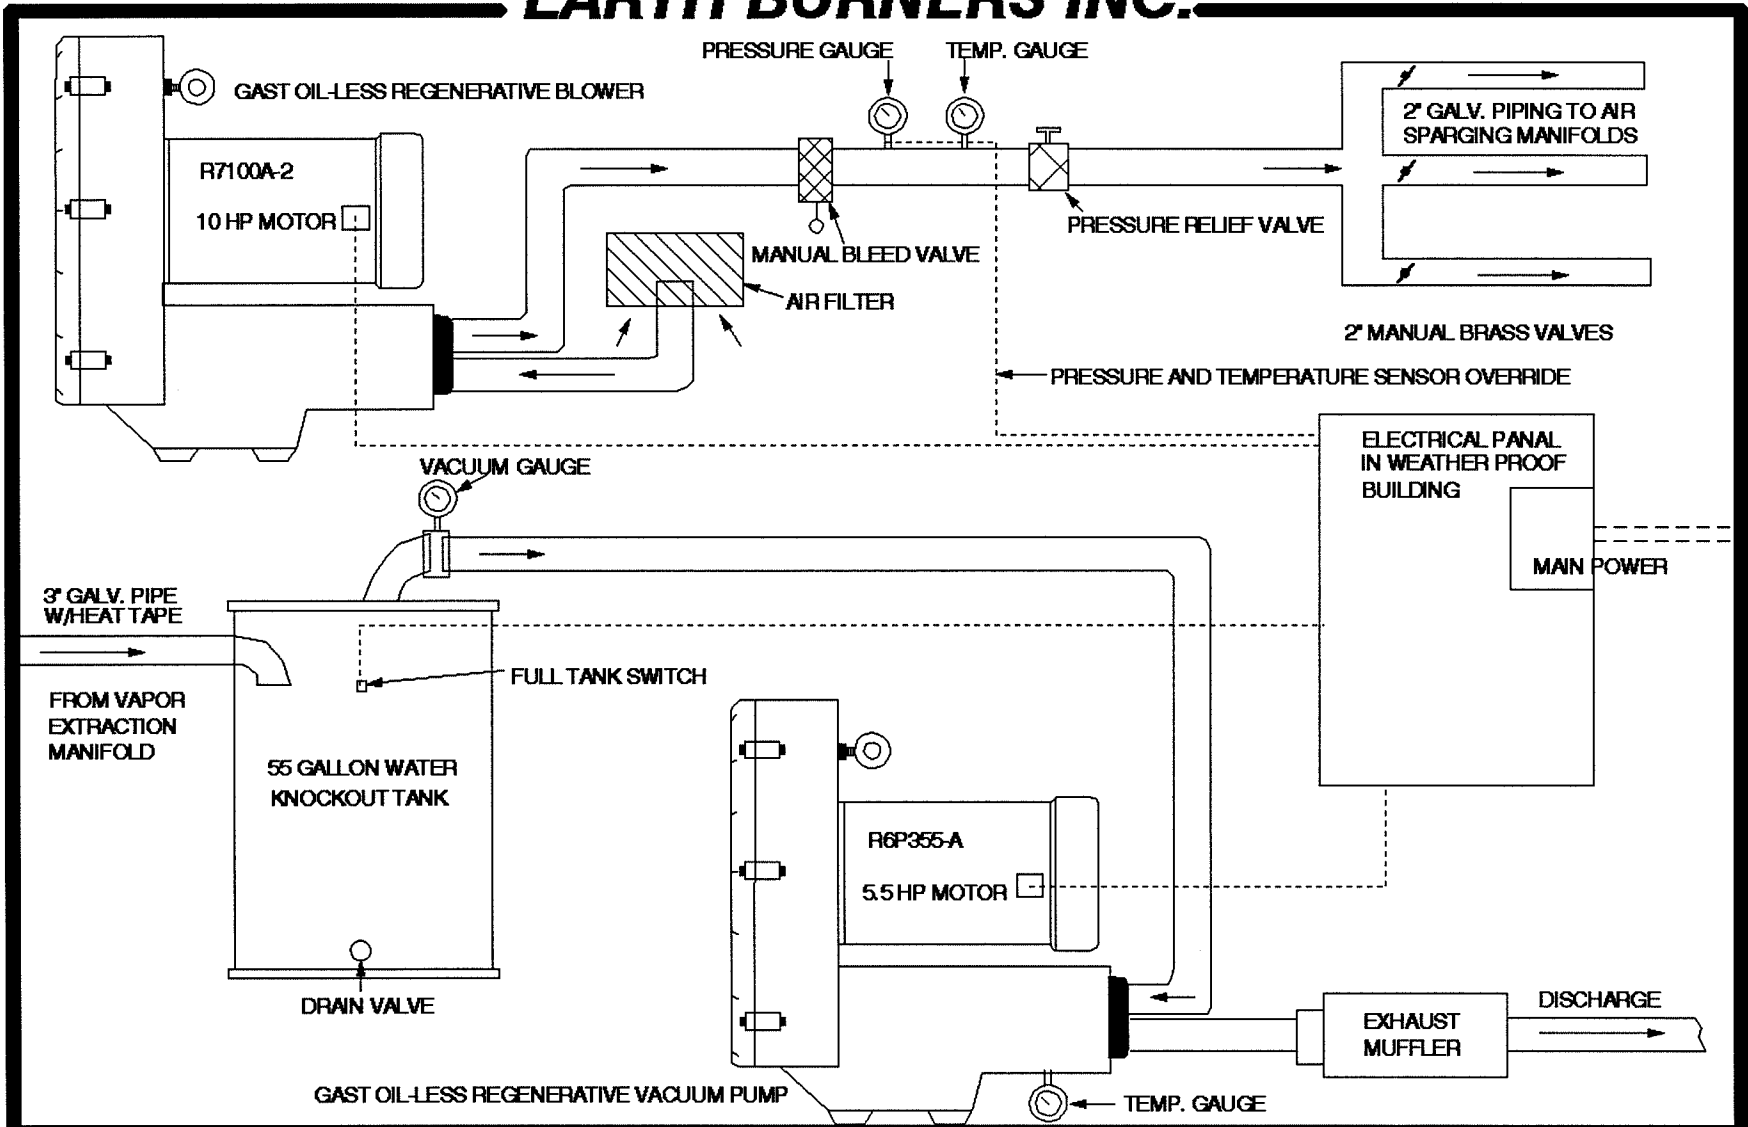 EARTH BURNERS INC.
PRESSURE GAUGE
TEMP. GAUGE
GAST OIL-LESS REGENERATIVE BLOWER
2" GALV. PIPING TO AIR
SPARGING MANIFOLDS
R7100A-2
10 HP MOTOR
PRESSURE RELIEF VALVE
MANUAL BLEED VALVE
AIR FILTER
2" MANUAL BRASS VALVES
PRESSURE AND TEMPERATURE SENSOR OVERRIDE
ELECTRICAL PANAL
IN WEATHER PROOF
BUILDING
MAIN POWER
VACUUM GAUGE
3" GALV. PIPE
W/HEAT TAPE
FULL TANK SWITCH
FROM VAPOR
EXTRACTION
MANIFOLD
55 GALLON WATER
KNOCKOUT TANK
DRAIN VALVE
R6P355-A
5.5 HP MOTOR
DISCHARGE
EXHAUST
MUFFLER
GAST OIL-LESS REGENERATIVE VACUUM PUMP
TEMP. GAUGE